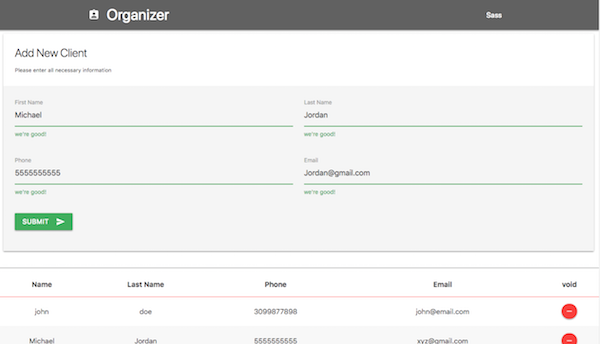 Organizer Sass
Add New Client
Please enter all necessary information
First Name Last Name
Michael Jordan
we're good! we're good!
Phone Email
5555555555 Jordan@gmail.com
we're good! we're good!
SUBMIT
Name Last Name Phone Email void
john doe 3099877898 john@email.com
Michael Jordan 5555555555 xyz@gmail.com